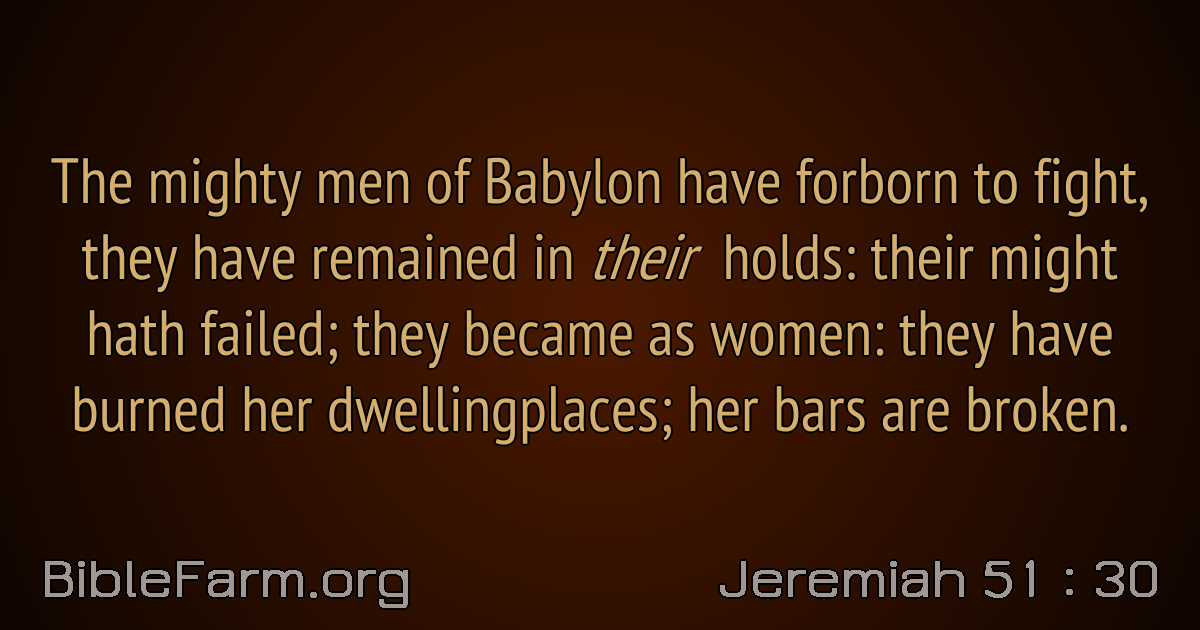 The mighty men of Babylon have forborn to fight,
they have remained in their holds: their might
hath failed; they became as women: they have
burned her dwellingplaces; her bars are broken.
BibleFarm.org
Jeremiah 51 : 30